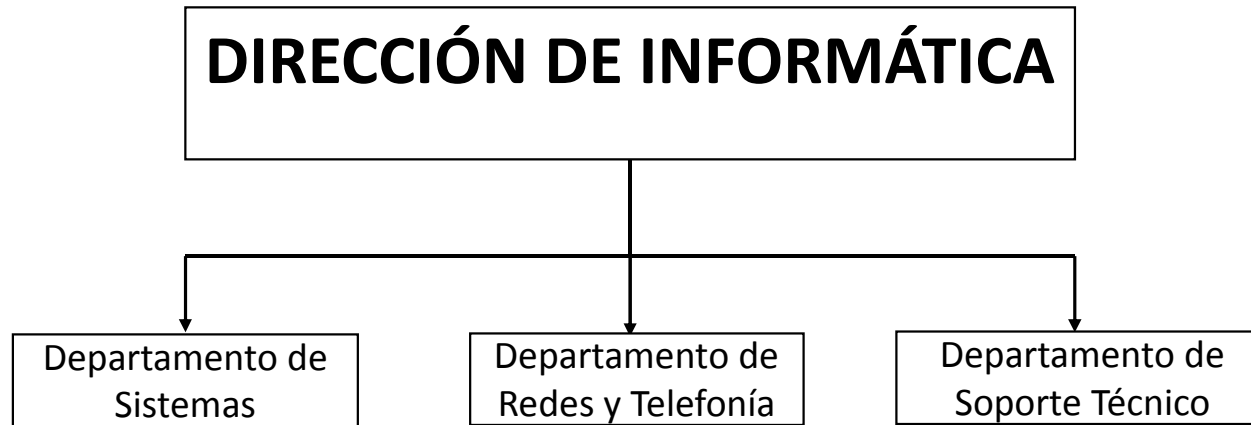 DIRECCIÓN DE INFORMÁTICA
Departamento de
Sistemas
Departamento de
Redes y Telefonía
Departamento de
Soporte Técnico